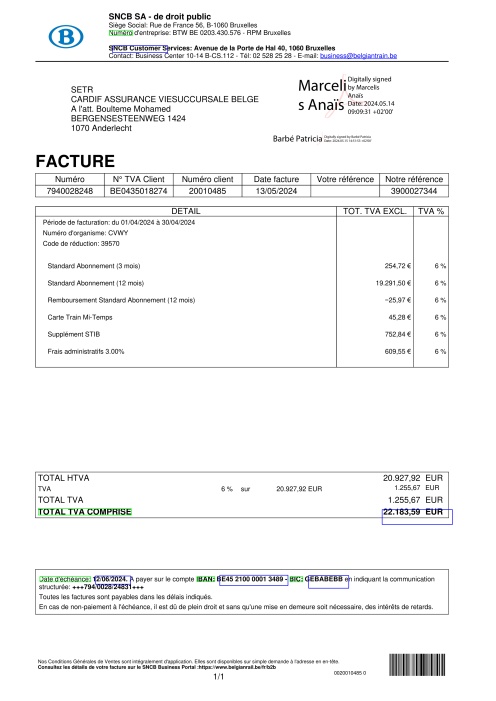 B
SNCB SA - de droit public
Siège Social: Rue de France 56, B-1060 Bruxelles
Numéro d'entreprise: BTW BE 0203.430.576 - RPM Bruxelles
SNCB Customer Services: Avenue de la Porte de Hal 40, 1060 Bruxelles
Contact: Business Center 10-14 B-CS.112 - Tél: 02 528 25 28 - E-mail: business@belgiantrain.be
SETR
CARDIF ASSURANCE VIESUCCURSALE BELGE
A l'att. Boulteme Mohamed
BERGENSESTEENWEG 1424
1070 Anderlecht
Marceli
s Anaïs
Digitally signed
by Marcelis
Anaïs
Date: 2024.05.14
09:09:31 +02'00'
Barbé Patricia
FACTURE
Numéro N° TVA Client Numéro client Date facture Votre référence Notre référence
7940028248 BE0435018274 20010485 13/05/2024 3900027344
DETAIL TOT. TVA EXCL. TVA %
Période de facturation: du 01/04/2024 à 30/04/2024
Numéro d'organisme: CVWY
Code de réduction: 39570
Standard Abonnement (3 mois) 254,72 € 6 %
Standard Abonnement (12 mois) 19.291,50 € 6 %
Remboursement Standard Abonnement (12 mois) −25,97 € 6 %
Carte Train Mi-Temps 45,28 € 6 %
Supplément STIB 752,84 € 6 %
Frais administratifs 3.00% 609,55 € 6 %
TOTAL HTVA 20.927,92 EUR
TVA 6 % sur 20.927,92 EUR 1.255,67 EUR
TOTAL TVA 1.255,67 EUR
TOTAL TVA COMPRISE 22.183,59 EUR
Date d'échéance: 12/06/2024. A payer sur le compte IBAN: BE45 2100 0001 3489 - BIC: GEBABEBB en indiquant la communication
structurée: +++794/0028/24831+++
Toutes les factures sont payables dans les délais indiqués.
En cas de non-paiement à l'échéance, il est dû de plein droit et sans qu'une mise en demeure soit nécessaire, des intérêts de retards.
Nos Conditions Générales de Ventes sont intégralement d'application. Elles sont disponibles sur simple demande à l'adresse en en-tête.
Consultez les détails de votre facture sur le SNCB Business Portal :https://www.belgianrail.be/fr/b2b
0020010485 0
1/1